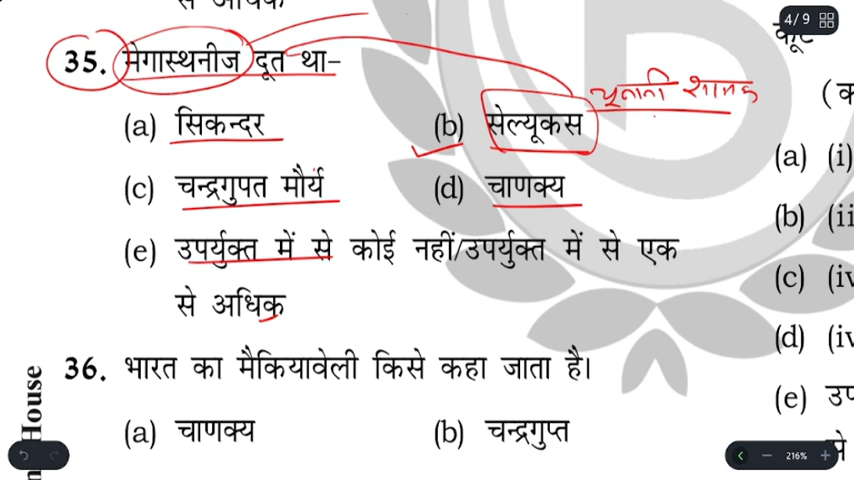 से अधिक
4/9
35. मेगास्थनीज दूत था–
(a) सिकन्दर (b) सेल्यूकस यूनानी शासक
(c) चन्द्रगुपत मौर्य (d) चाणक्य
(e) उपर्युक्त में से कोई नहीं/उपर्युक्त में से एक
से अधिक
36. भारत का मैकियावेली किसे कहा जाता है।
(a) चाणक्य (b) चन्द्रगुप्त
House
कूट
(a) (i)
(b)
(c)
(d)
(e)
216%